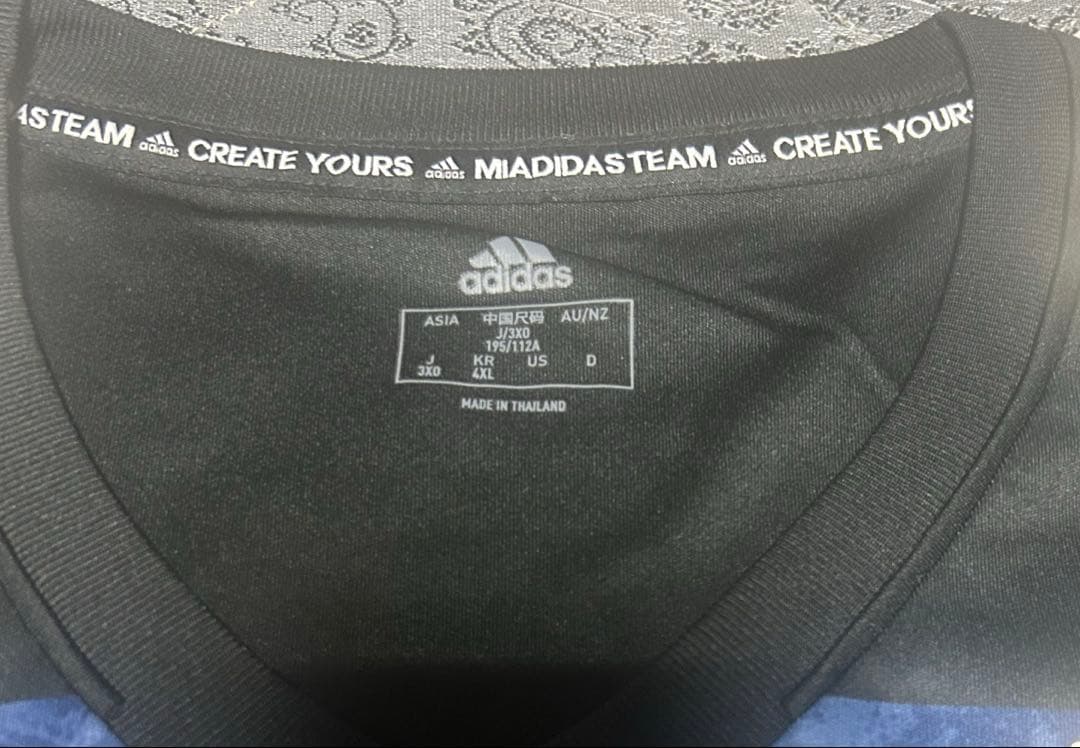 ASTEAM adidas CREATE YOURS adidas MIADIDASTEAM adidas CREATE YOURS
adidas
ASIA 中国尺码 AU/NZ
J/3XO
195/112A
J KR US D
3XO 4XL
MADE IN THAILAND